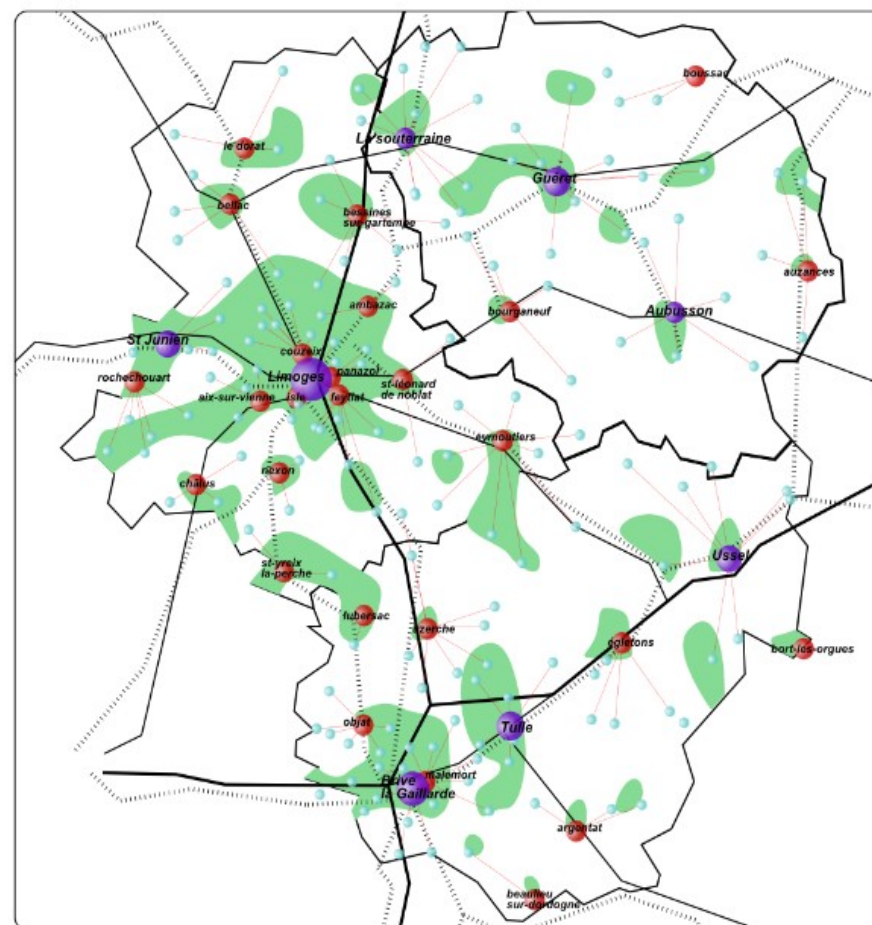 boussac
La souterraine
le dorat
Guéret
bellac
bessines
sur-gartempe
auzances
ambazac
bourganeuf
Aubusson
St Junien
couzeix
Limoges
panazol
rochechouart
st-léonard
de noblat
aix-sur-vienne
isle
feytiat
eymoutiers
nexon
châlus
Ussel
st-yreix
la-perche
lubersac
uzerche
egletons
bort-les-orgues
objat
Tulle
malemort
Brive
la Gaillarde
argentat
beaulieu
sur-dordogne